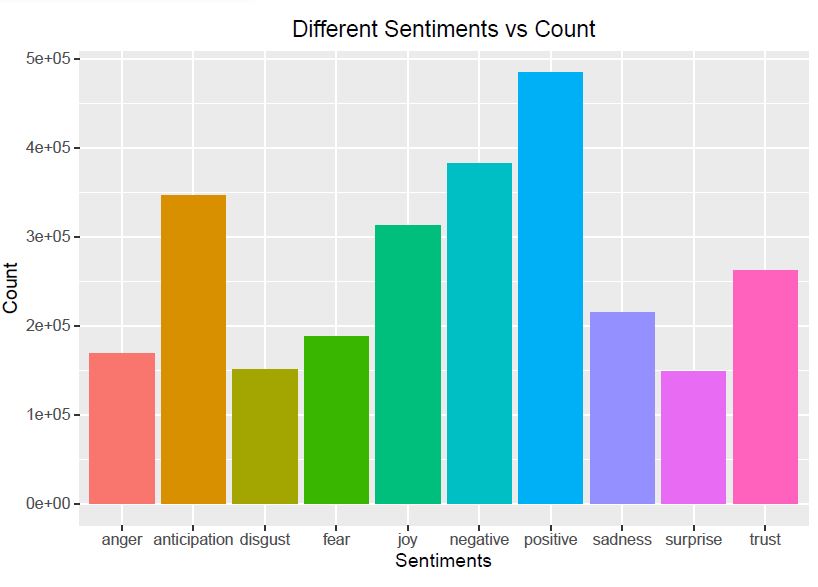 Different Sentiments vs Count
5e+05
4e+05
3e+05
2e+05
1e+05
0e+00
Count
anger anticipation disgust fear joy negative positive sadness surprise trust
Sentiments